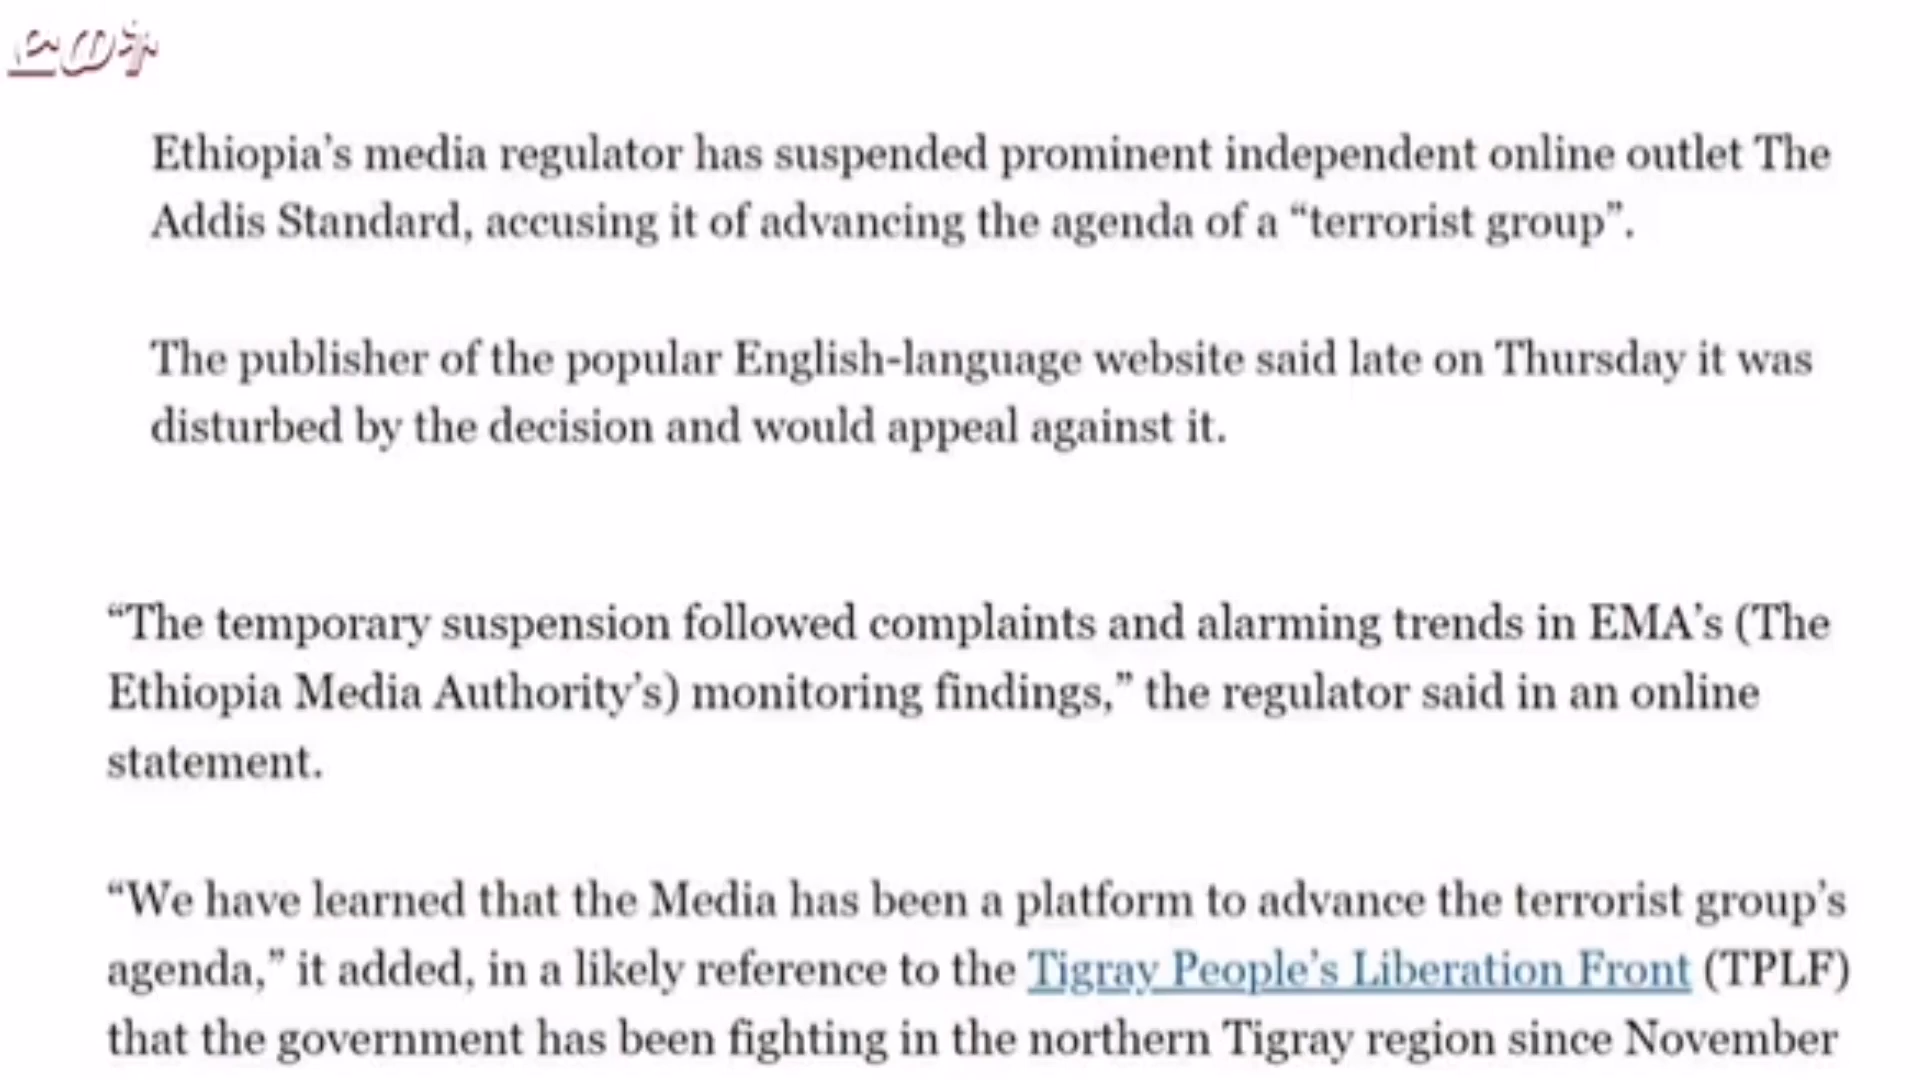 Ethiopia’s media regulator has suspended prominent independent online outlet The
Addis Standard, accusing it of advancing the agenda of a “terrorist group”.
The publisher of the popular English-language website said late on Thursday it was
disturbed by the decision and would appeal against it.
“The temporary suspension followed complaints and alarming trends in EMA’s (The
Ethiopia Media Authority’s) monitoring findings,” the regulator said in an online
statement.
“We have learned that the Media has been a platform to advance the terrorist group’s
agenda,” it added, in a likely reference to the Tigray People’s Liberation Front (TPLF)
that the government has been fighting in the northern Tigray region since November